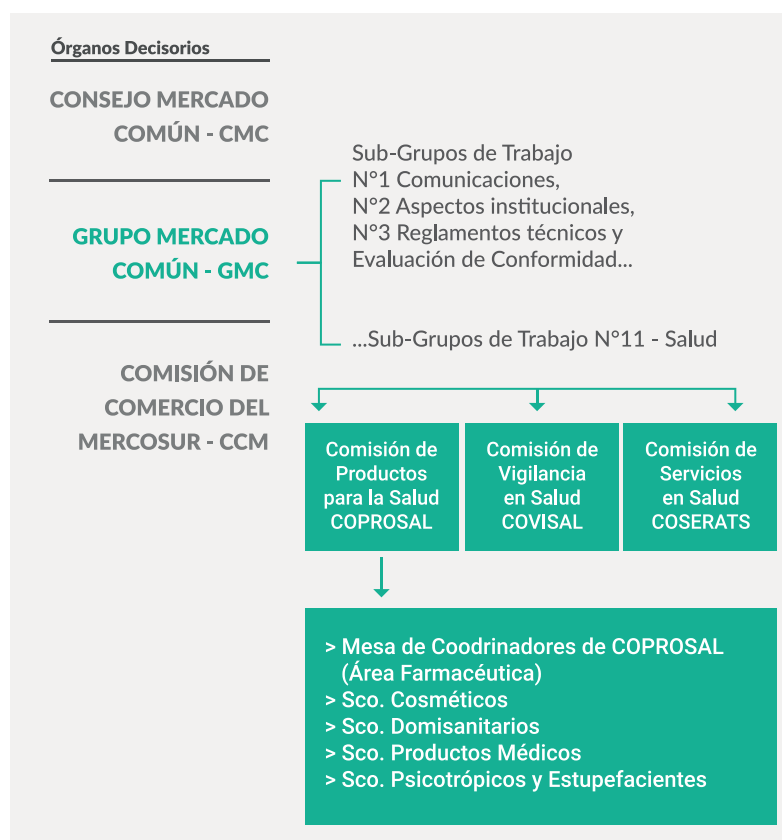 Órganos Decisorios
CONSEJO MERCADO
COMÚN - CMC
GRUPO MERCADO
COMÚN - GMC
COMISIÓN DE
COMERCIO DEL
MERCOSUR - CCM
Sub-Grupos de Trabajo
N°1 Comunicaciones,
N°2 Aspectos institucionales,
N°3 Reglamentos técnicos y
Evaluación de Conformidad...
...Sub-Grupos de Trabajo N°11 - Salud
Comisión de
Productos
para la Salud
COPROSAL
Comisión de
Vigilancia
en Salud
COVISAL
Comisión de
Servicios
en Salud
COSERATS
> Mesa de Coodrinadores de COPROSAL
(Área Farmacéutica)
> Sco. Cosméticos
> Sco. Domisanitarios
> Sco. Productos Médicos
> Sco. Psicotrópicos y Estupefacientes